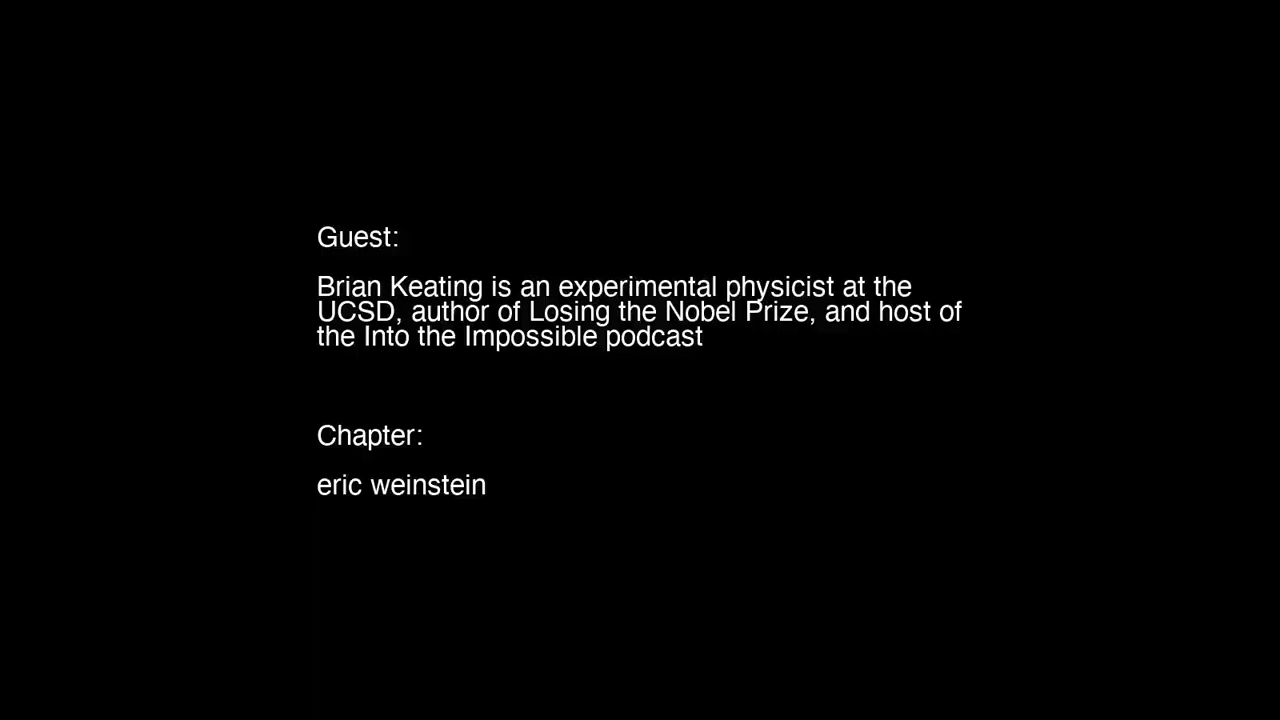 Guest:
Brian Keating is an experimental physicist at the
UCSD, author of Losing the Nobel Prize, and host of
the Into the Impossible podcast
Chapter:
eric weinstein